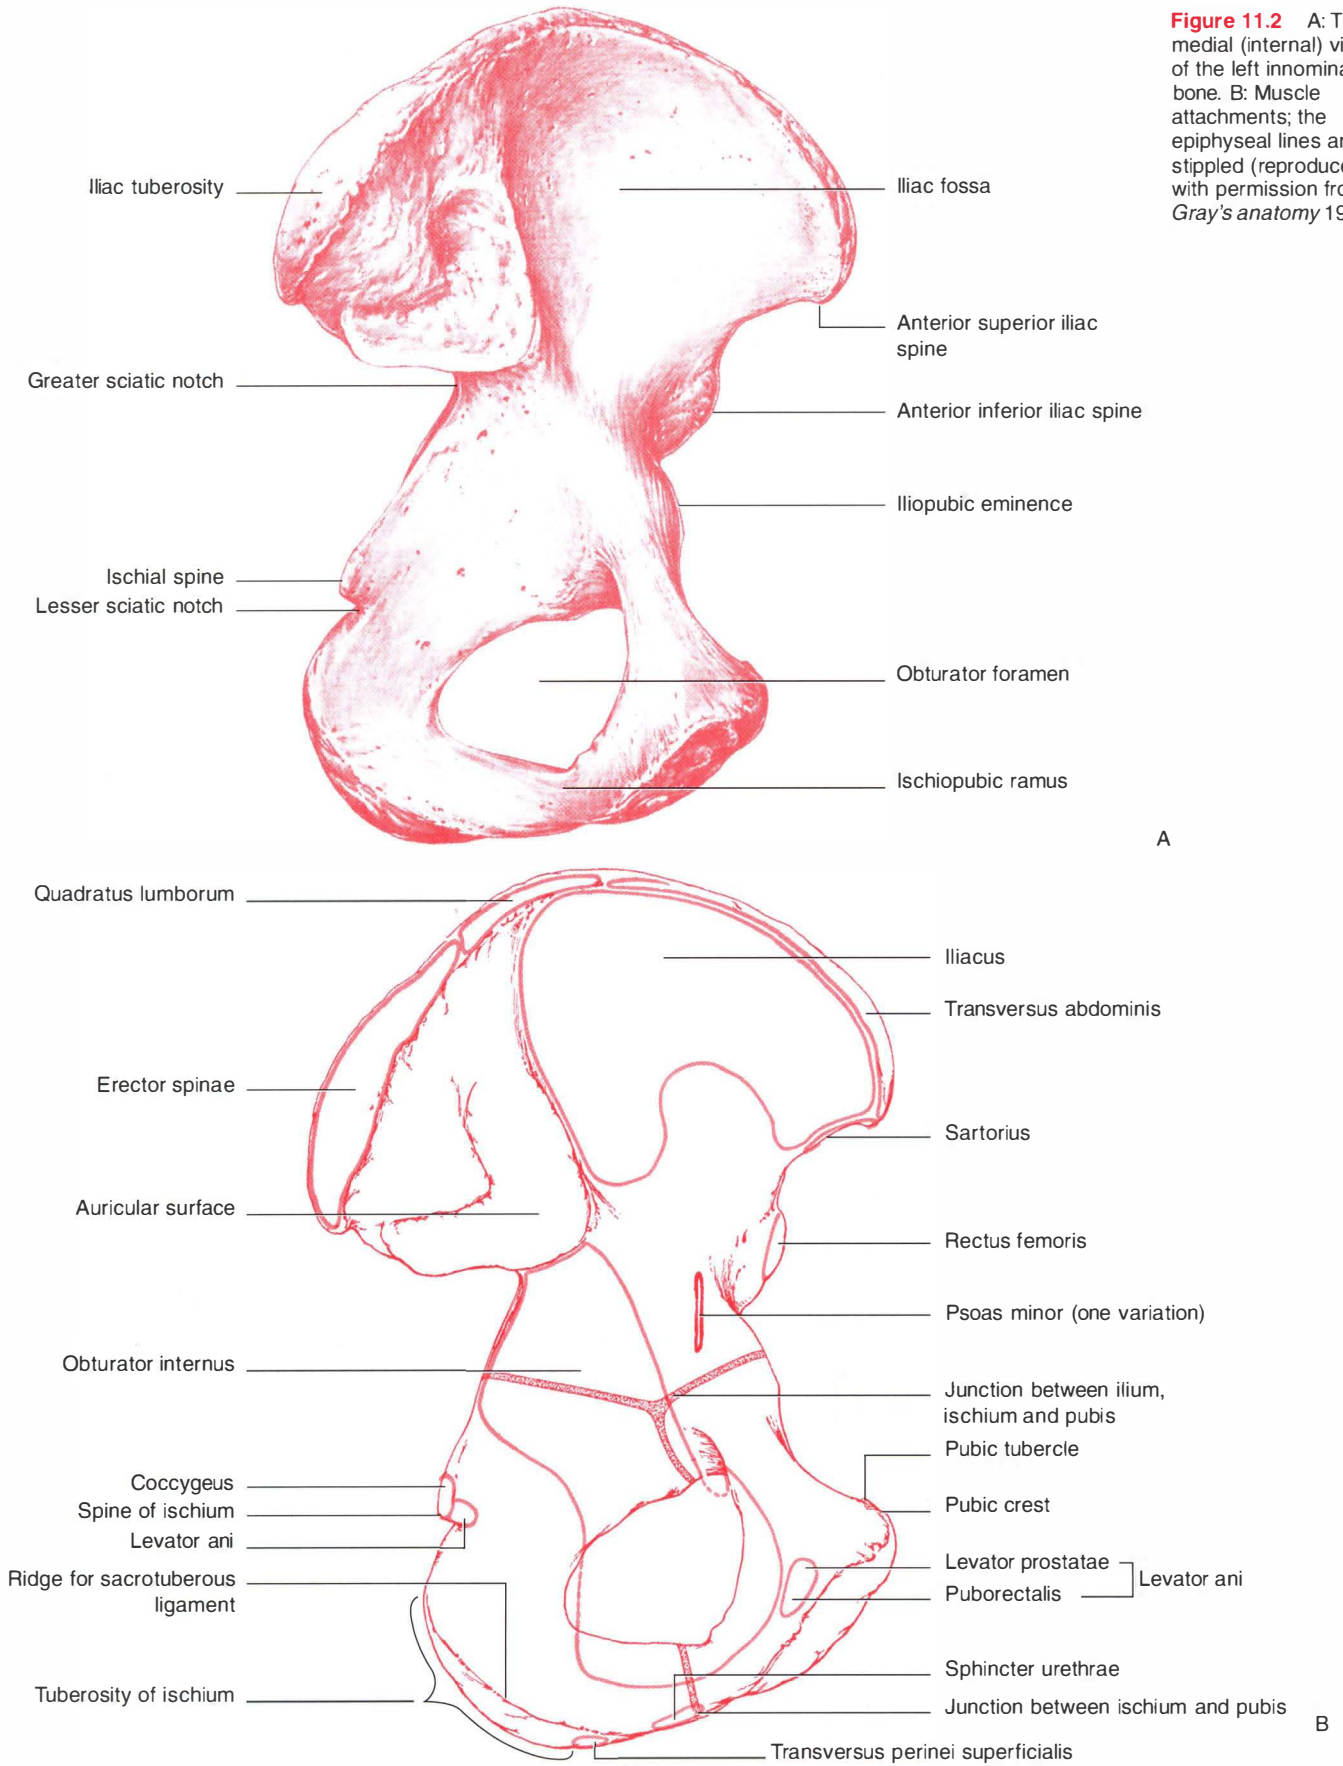 Figure 11.2 A: T
medial (internal) vi
of the left innomina
bone. B: Muscle
attachments; the
epiphyseal lines ar
stippled (reproduce
with permission fro
Gray's anatomy 19
Iliac tuberosity
Iliac fossa
Anterior superior iliac
spine
Greater sciatic notch
Anterior inferior iliac spine
Iliopubic eminence
Ischial spine
Lesser sciatic notch
Obturator foramen
Ischiopubic ramus
A
Quadratus lumborum
Iliacus
Transversus abdominis
Erector spinae
Sartorius
Auricular surface
Rectus femoris
Psoas minor (one variation)
Obturator internus
Junction between ilium,
ischium and pubis
Pubic tubercle
Coccygeus
Spine of ischium
Pubic crest
Levator ani
Levator prostatae
Ridge for sacrotuberous
ligament
Levator ani
Puborectalis
Sphincter urethrae
Tuberosity of ischium
Junction between ischium and pubis
B
Transversus perinei superficialis